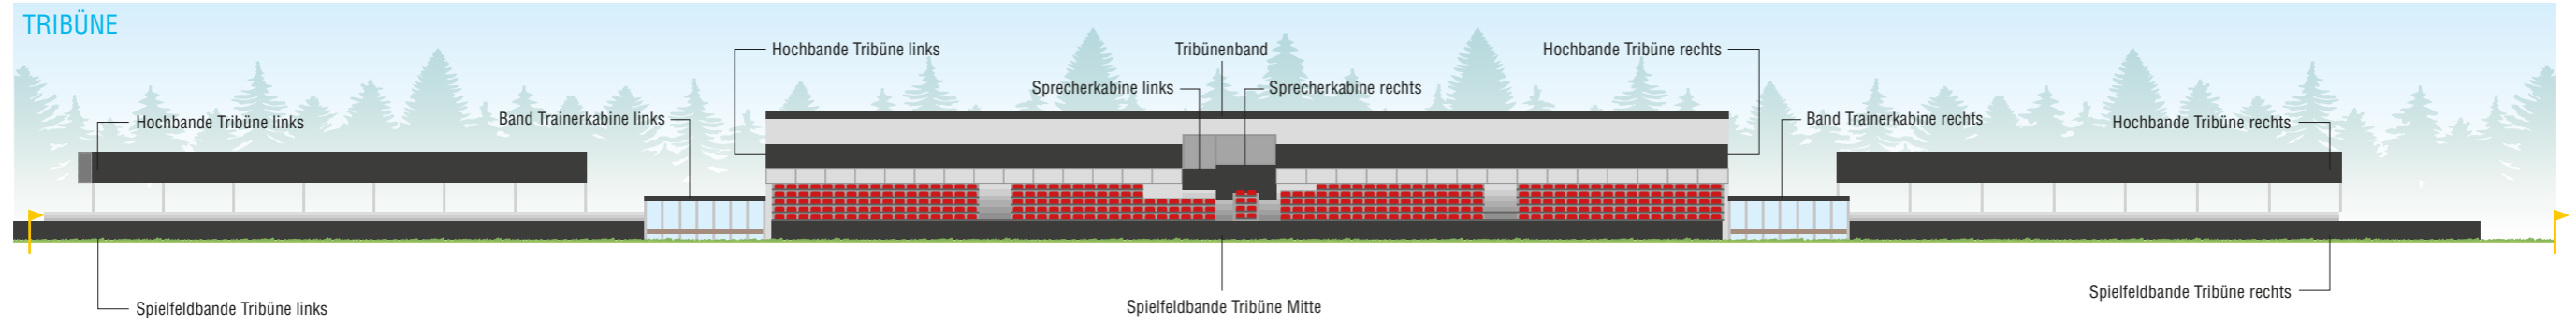 TRIBÜNE
Hochbande Tribüne links
Tribünenband
Hochbande Tribüne rechts
Sprecherkabine links
Sprecherkabine rechts
Hochbande Tribüne links
Band Trainerkabine links
Band Trainerkabine rechts
Hochbande Tribüne rechts
Spielfeldbande Tribüne links
Spielfeldbande Tribüne Mitte
Spielfeldbande Tribüne rechts